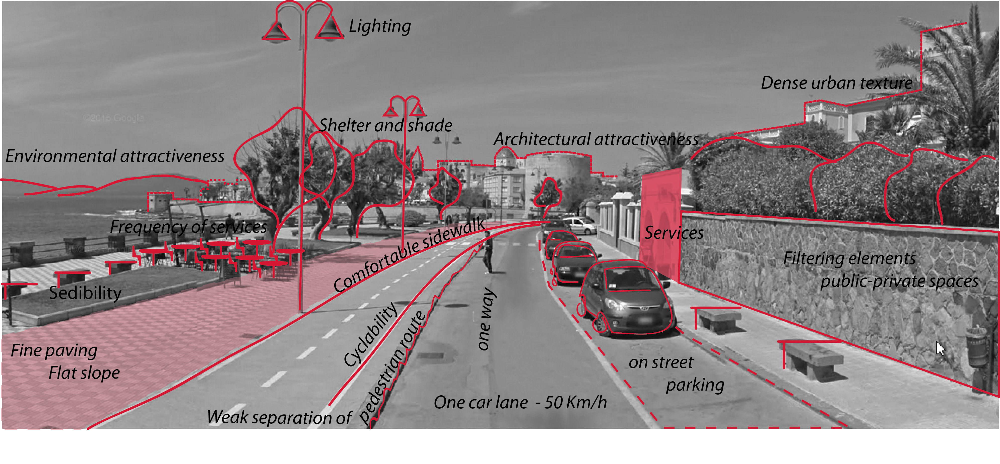 Lighting
Dense urban texture
©2015 Google
Shelter and shade
Architectural attractiveness
Environmental attractiveness
Frequency of services
Comfortable sidewalk
Services
Filtering elements
public-private spaces
Sedibility
Cyclability
pedestrian route
one way
Fine paving
Flat slope
on street
parking
One car lane - 50 Km/h
Weak separation of